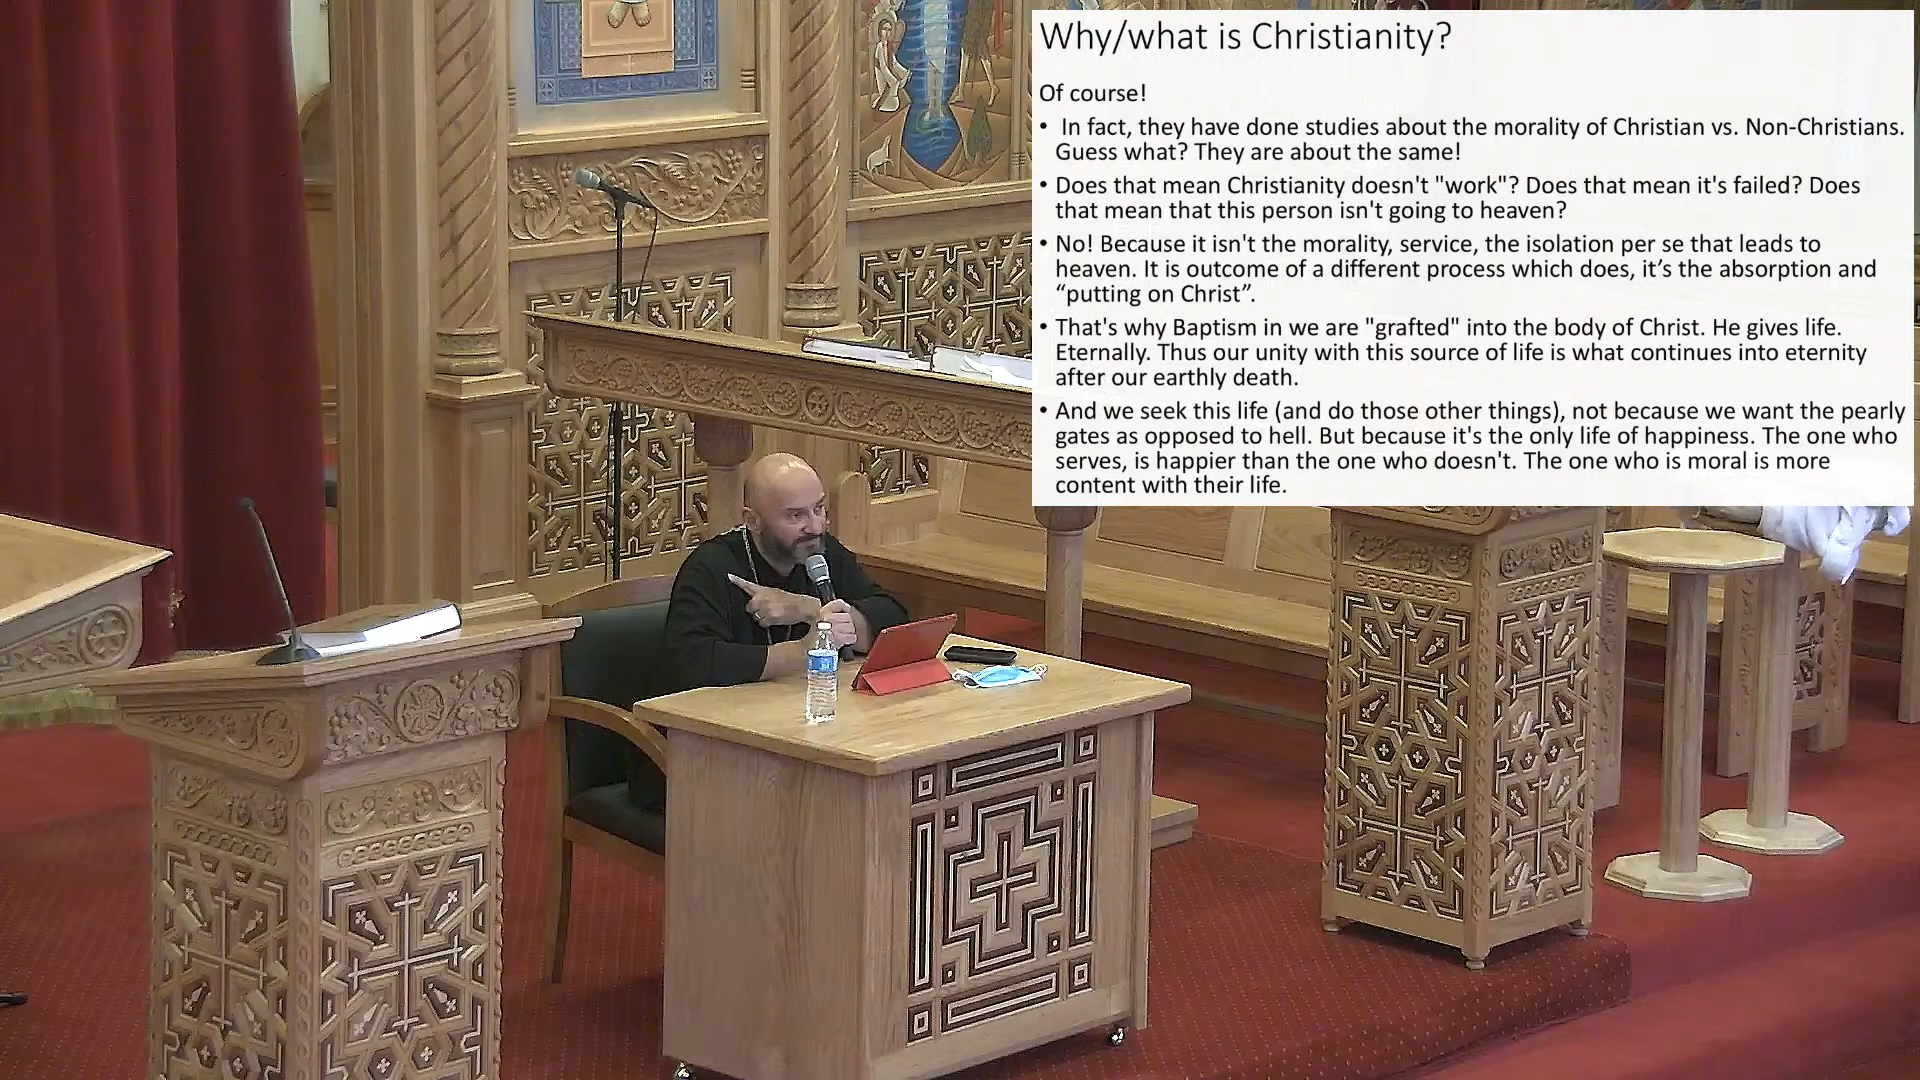 Why/what is Christianity?
Of course!
• In fact, they have done studies about the morality of Christian vs. Non-Christians.
Guess what? They are about the same!
• Does that mean Christianity doesn't "work"? Does that mean it's failed? Does
that mean that this person isn't going to heaven?
• No! Because it isn't the morality, service, the isolation per se that leads to
heaven. It is outcome of a different process which does, it’s the absorption and
“putting on Christ”.
• That's why Baptism in we are "grafted" into the body of Christ. He gives life.
Eternally. Thus our unity with this source of life is what continues into eternity
after our earthly death.
• And we seek this life (and do those other things), not because we want the pearly
gates as opposed to hell. But because it's the only life of happiness. The one who
serves, is happier than the one who doesn't. The one who is moral is more
content with their life.